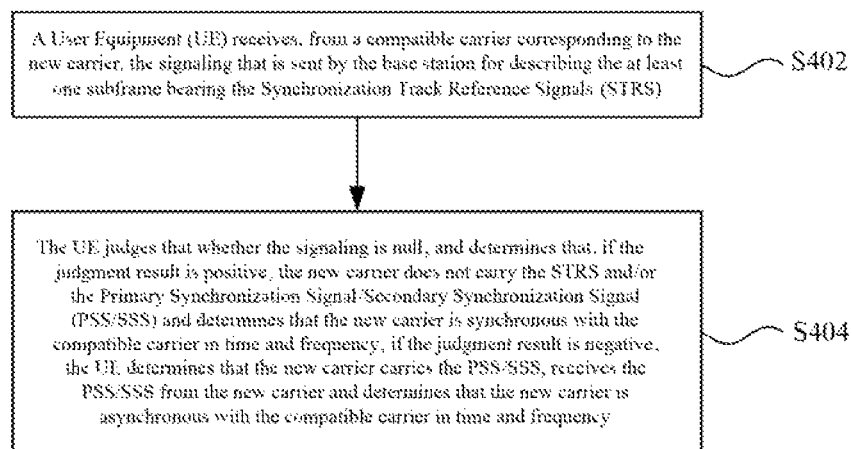 A User Equipment (UE) receives, from a compatible carrier corresponding to the
new carrier, the signaling that is sent by the base station for describing the at least
one subframe bearing the Synchronization Track Reference Signals (STRS)
S402
The UE judges that whether the signaling is null, and determines that, if the
judgment result is positive, the new carrier does not carry the STRS and/or
the Primary Synchronization Signal/Secondary Synchronization Signal
(PSS/SSS) and determines that the new carrier is synchronous with the
compatible carrier in time and frequency, if the judgment result is negative,
the UE determines that the new carrier carries the PSS/SSS, receives the
PSS/SSS from the new carrier and determines that the new carrier is
asynchronous with the compatible carrier in time and frequency
S404